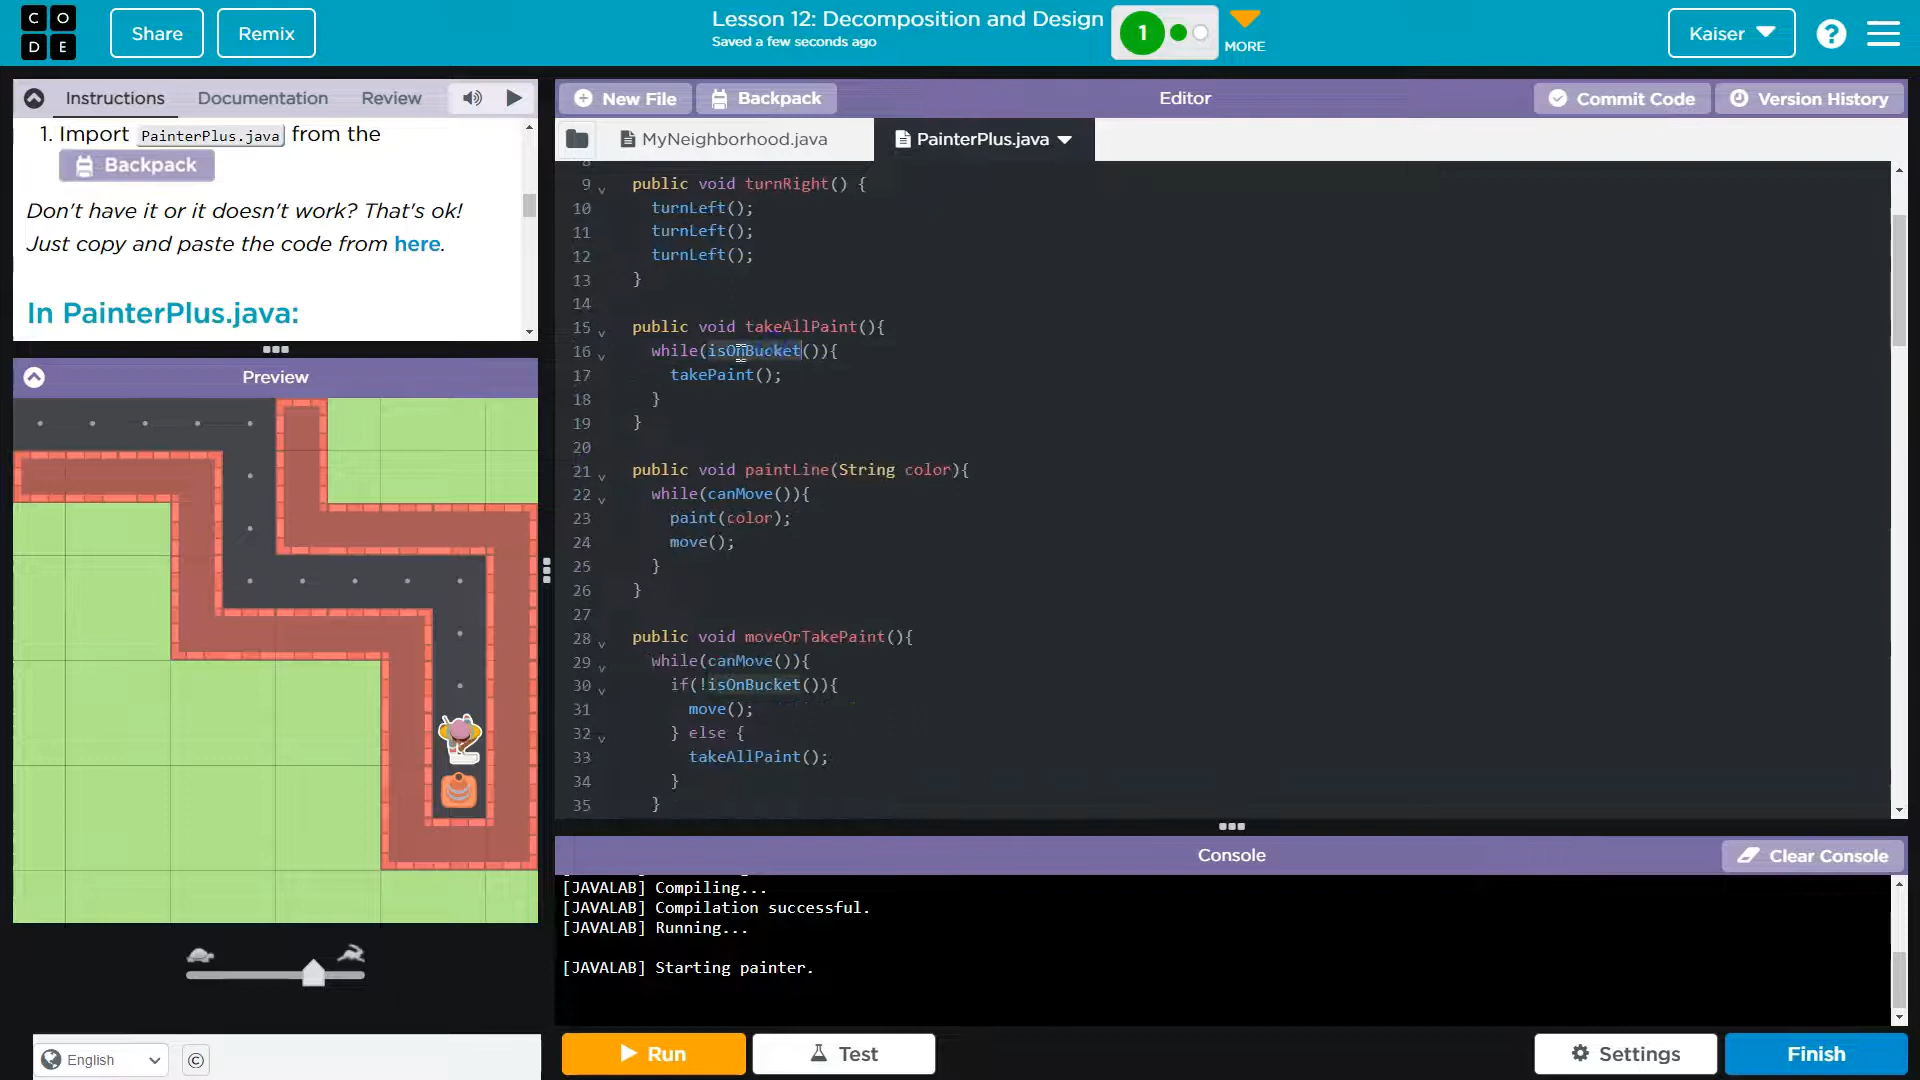 CO
DE
Share
Remix
Lesson 12: Decomposition and Design
Saved a few seconds ago
1
MORE
Kaiser
?
Instructions
Documentation
Review
1. Import PainterPlus.java from the
Backpack
Don't have it or it doesn't work? That's ok!
Just copy and paste the code from here.
In PainterPlus.java:
Preview
English
©
New File
Backpack
Editor
Commit Code
Version History
MyNeighborhood.java
PainterPlus.java
9 public void turnRight() {
10 turnLeft();
11 turnLeft();
12 turnLeft();
13 }
14
15 public void takeAllPaint(){
16 while(isOnBucket()){
17 takePaint();
18 }
19 }
20
21 public void paintLine(String color){
22 while(canMove()){
23 paint(color);
24 move();
25 }
26 }
27
28 public void moveOrTakePaint(){
29 while(canMove()){
30 if(!isOnBucket()){
31 move();
32 } else {
33 takeAllPaint();
34 }
35 }
Console
Clear Console
[JAVALAB] Compiling...
[JAVALAB] Compilation successful.
[JAVALAB] Running...
[JAVALAB] Starting painter.
Run
Test
Settings
Finish